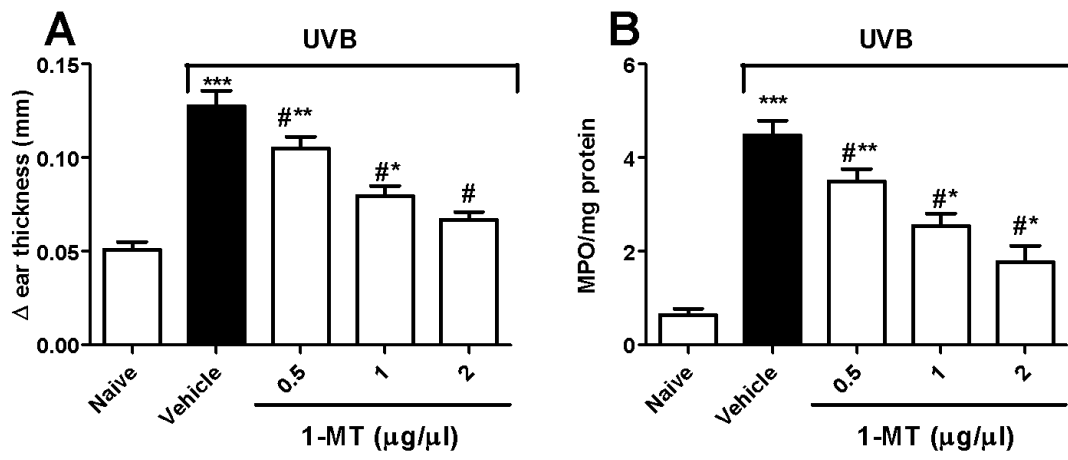 A
UVB
Δ ear thickness (mm)
0.15
0.10
0.05
0.00
***
#**
#*
#
Naive
Vehicle
0.5
1
2
1-MT (μg/μl)
B
UVB
MPO/mg protein
6
4
2
0
***
#**
#*
#*
Naive
Vehicle
0.5
1
2
1-MT (μg/μl)